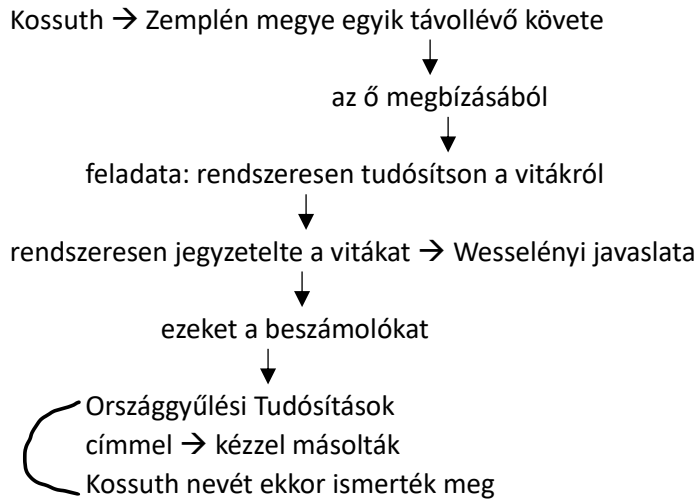 Kossuth → Zemplén megye egyik távollévő követe
az ő megbízásából
feladata: rendszeresen tudósítson a vitákról
rendszeresen jegyzetelte a vitákat → Wesselényi javaslata
ezeket a beszámolókat
Országgyűlési Tudósítások
címmel → kézzel másolták
Kossuth nevét ekkor ismerték meg